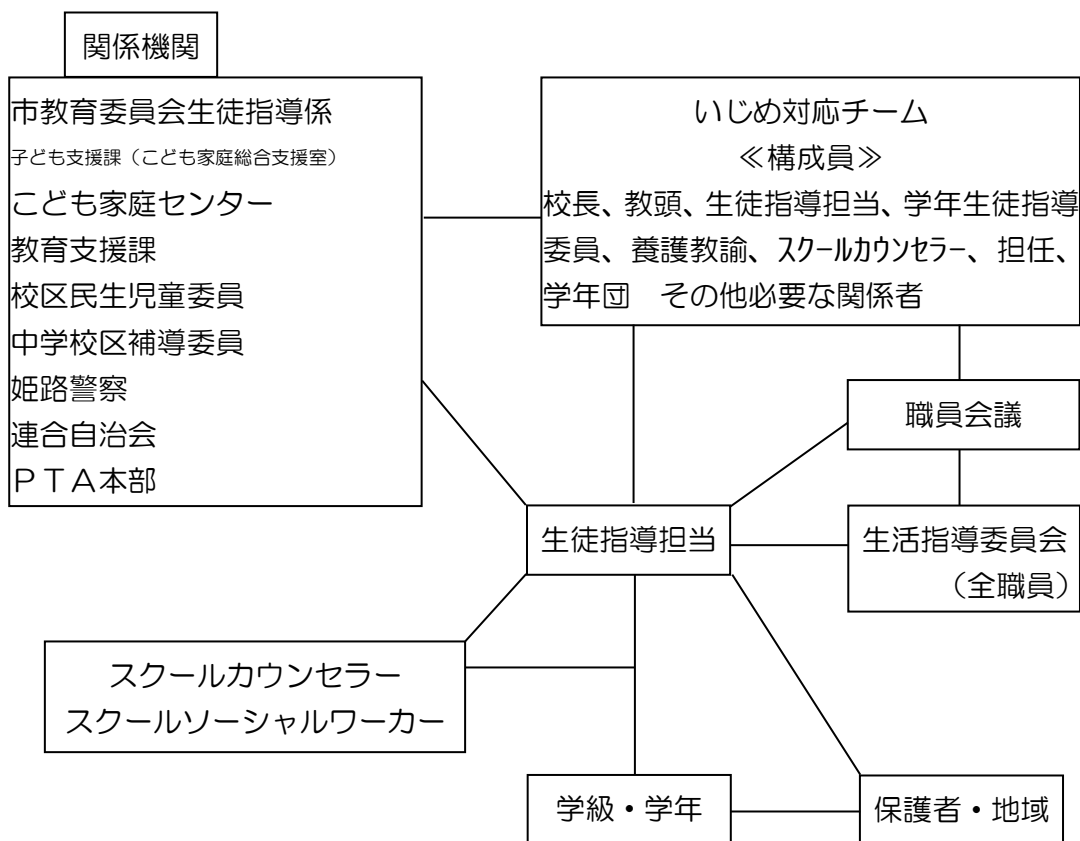 関係機関
市教育委員会生徒指導係
子ども支援課（こども家庭総合支援室）
こども家庭センター
教育支援課
校区民生児童委員
中学校区補導委員
姫路警察
連合自治会
ＰＴＡ本部
いじめ対応チーム
≪構成員≫
校長、教頭、生徒指導担当、学年生徒指導
委員、養護教諭、スクールカウンセラー、担任、
学年団　その他必要な関係者
職員会議
生徒指導担当
生活指導委員会
（全職員）
スクールカウンセラー
スクールソーシャルワーカー
学級・学年
保護者・地域